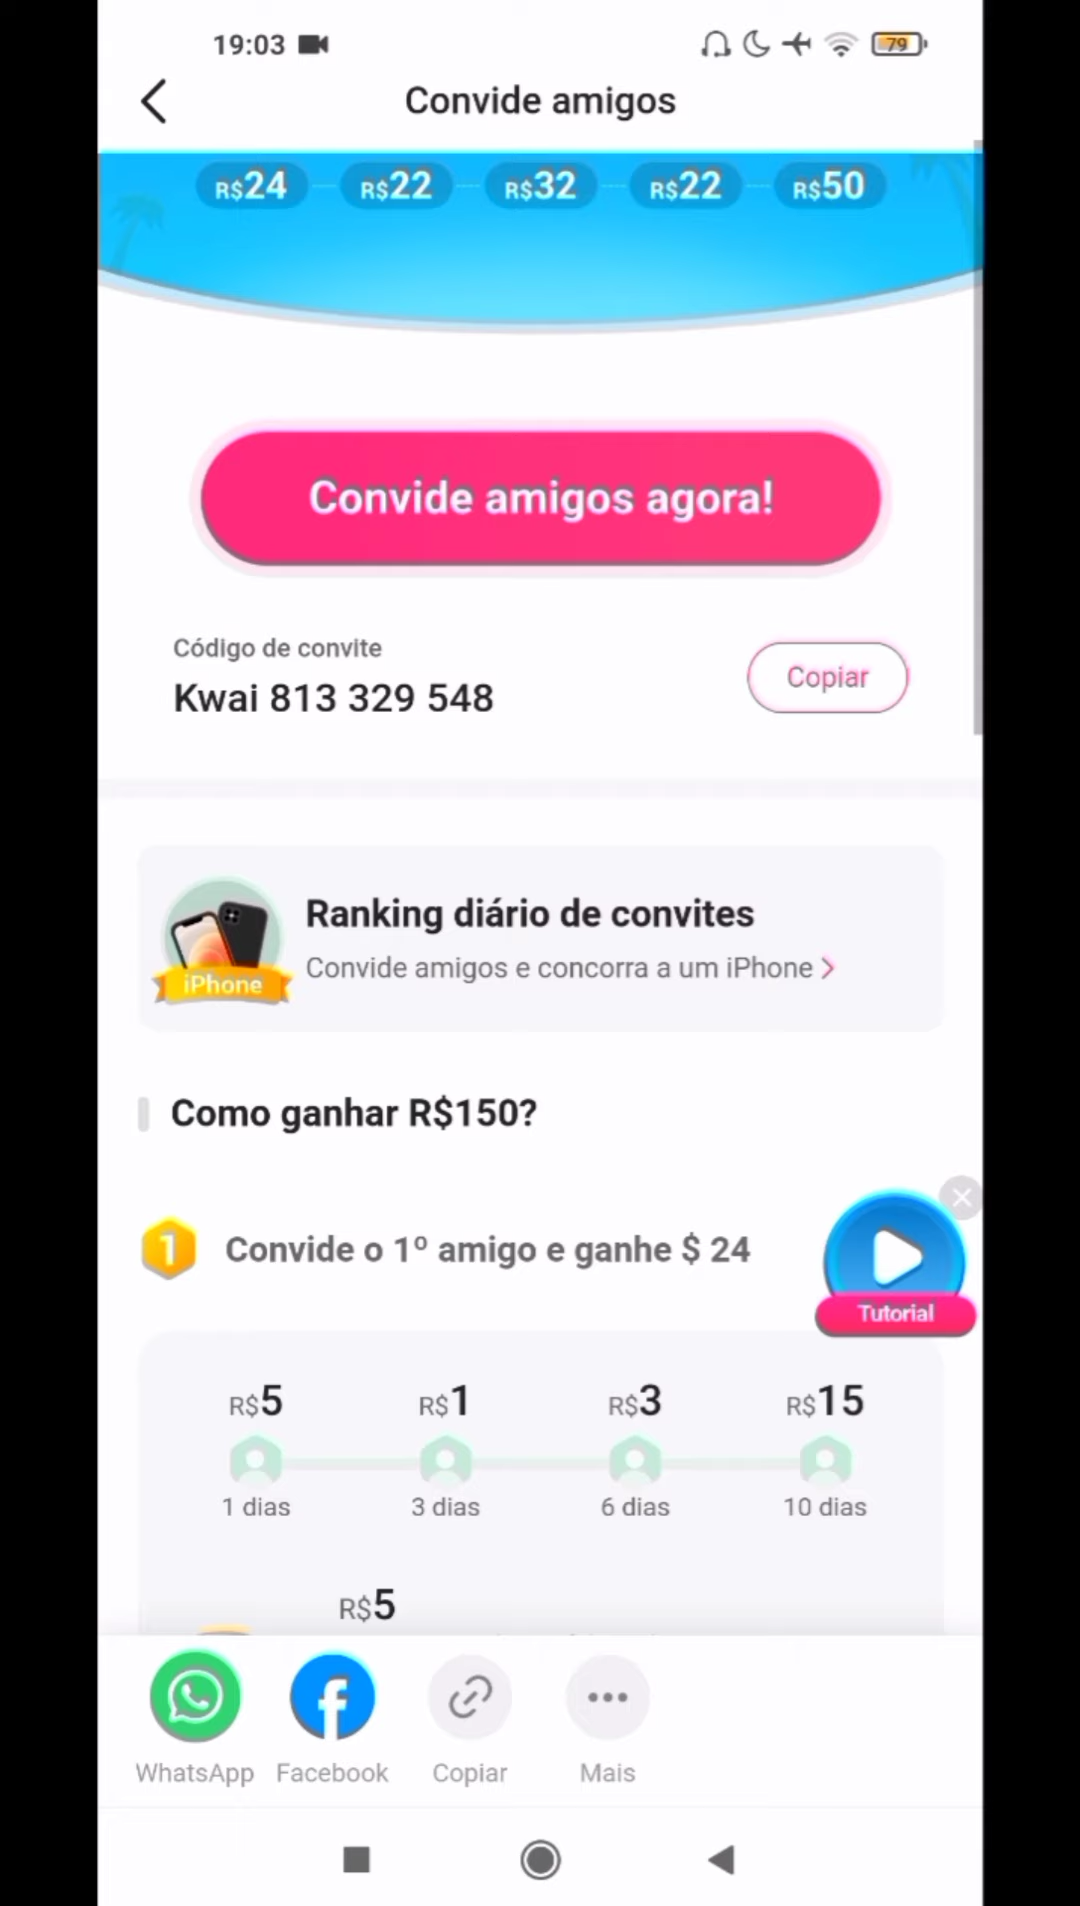 19:03
79
Convide amigos
R$24 R$22 R$32 R$22 R$50
Convide amigos agora!
Código de convite
Kwai 813 329 548
Copiar
Ranking diário de convites
Convide amigos e concorra a um iPhone
iPhone
Como ganhar R$150?
1 Convide o 1º amigo e ganhe $ 24
Tutorial
R$5 R$1 R$3 R$15
1 dias 3 dias 6 dias 10 dias
R$5
WhatsApp Facebook Copiar Mais